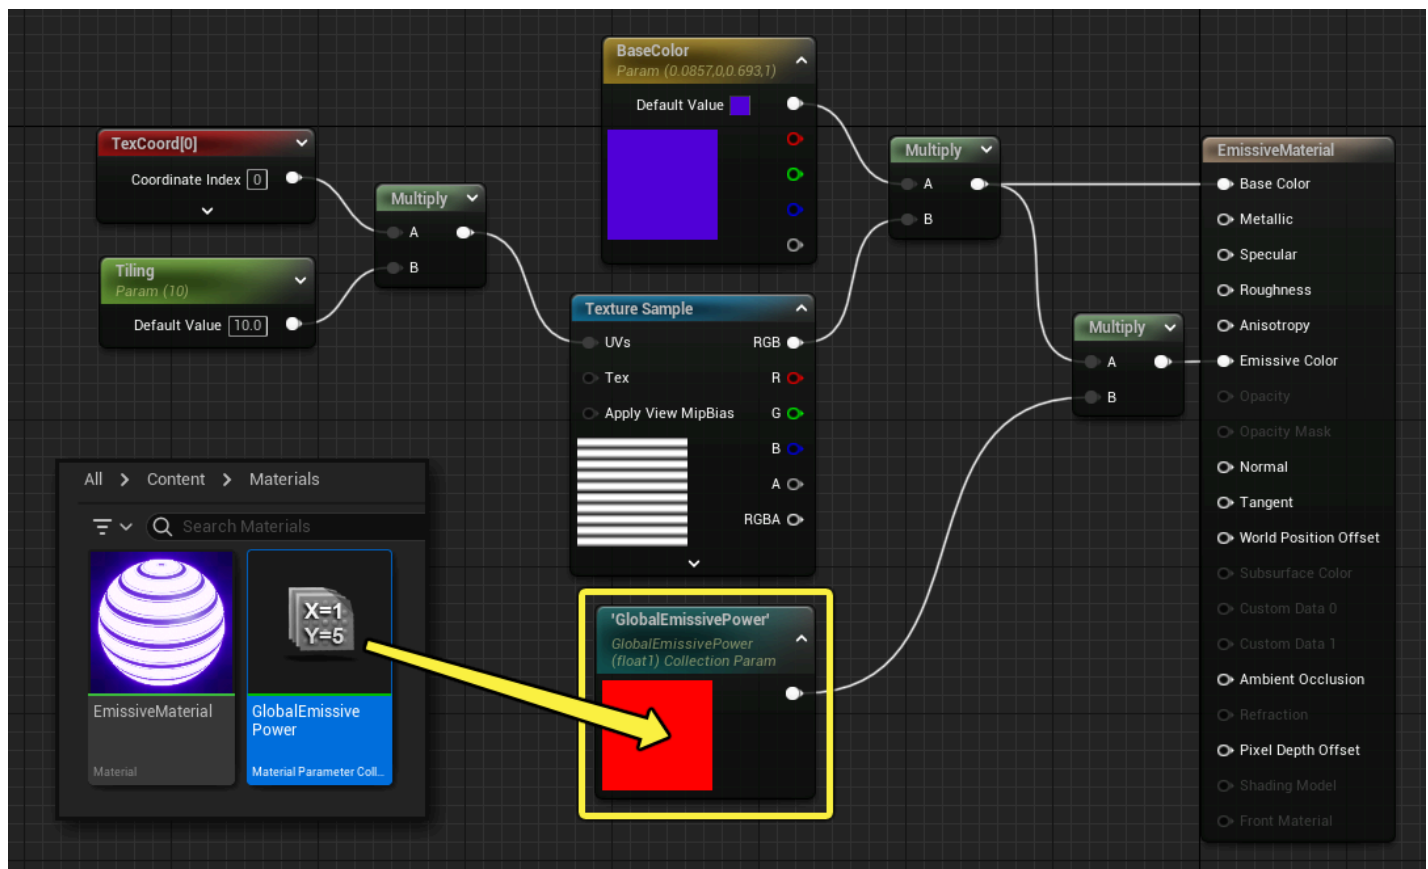 BaseColor
Param (0.0857,0,0.693,1)
Default Value
TexCoord[0]
Coordinate Index 0
Multiply
A
B
Tiling
Param (10)
Default Value 10.0
Multiply
A
B
Texture Sample
UVs RGB
Tex R
Apply View MipBias G
B
A
RGBA
Multiply
A
B
EmissiveMaterial
Base Color
Metallic
Specular
Roughness
Anisotropy
Emissive Color
Opacity
Opacity Mask
Normal
Tangent
World Position Offset
Subsurface Color
Custom Data 0
Custom Data 1
Ambient Occlusion
Refraction
Pixel Depth Offset
Shading Model
Front Material
All > Content > Materials
Search Materials
X=1
Y=5
EmissiveMaterial
Material
GlobalEmissive
Power
Material Parameter Coll...
'GlobalEmissivePower'
GlobalEmissivePower
(float1) Collection Param